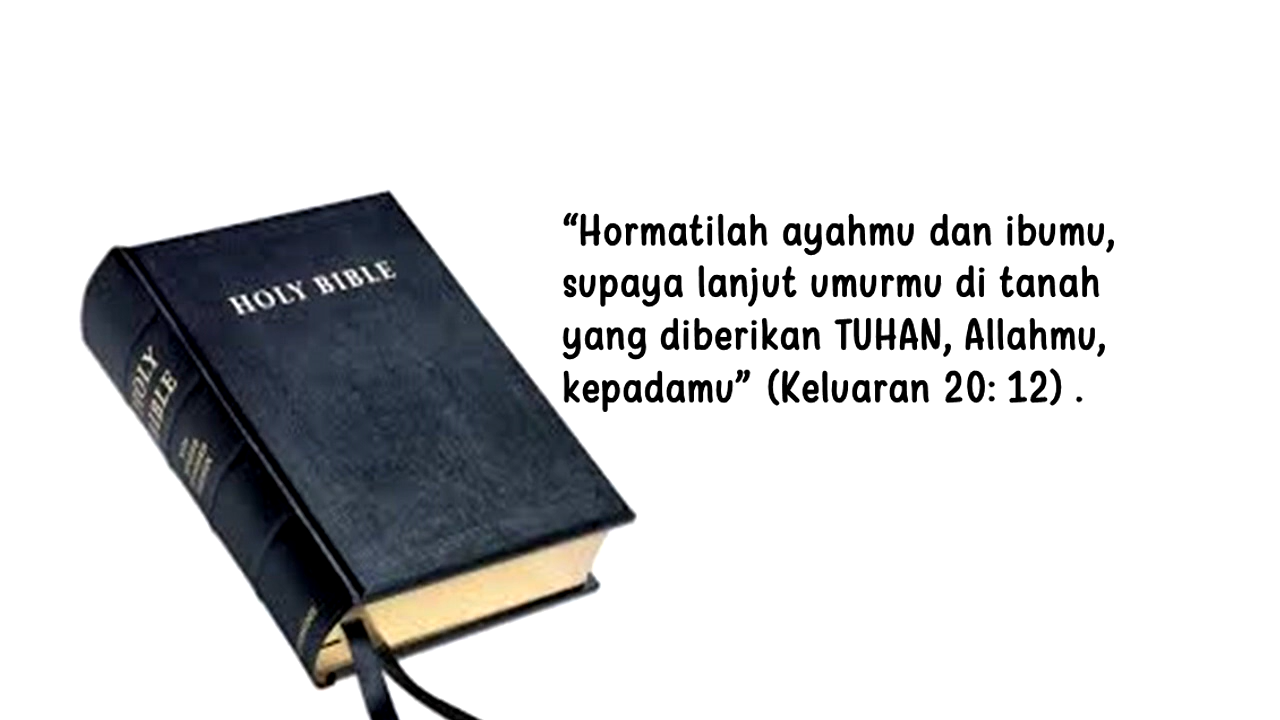 HOLY BIBLE
HOLY
BIBLE
“Hormatilah ayahmu dan ibumu,
supaya lanjut umurmu di tanah
yang diberikan TUHAN, Allahmu,
kepadamu” (Keluaran 20: 12) .